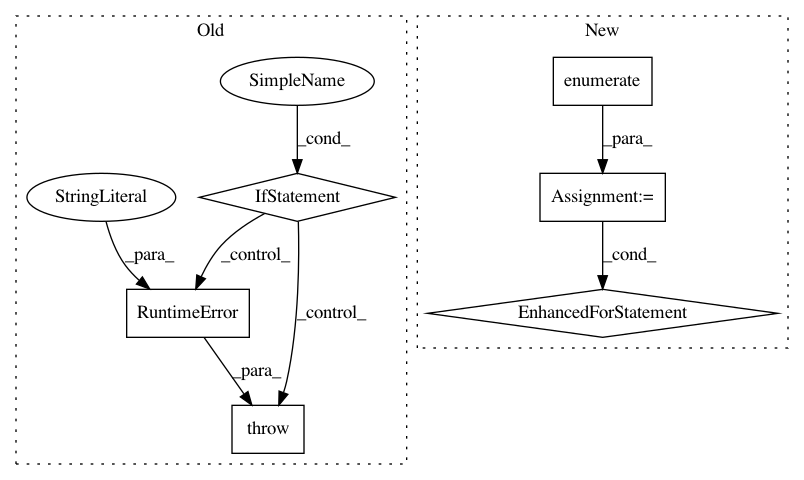 Old
New
SimpleName
enumerate
_cond_
_para_
StringLiteral
IfStatement
Assignment:=
_para_
_control_
_control_
_cond_
RuntimeError
EnhancedForStatement
_para_
throw